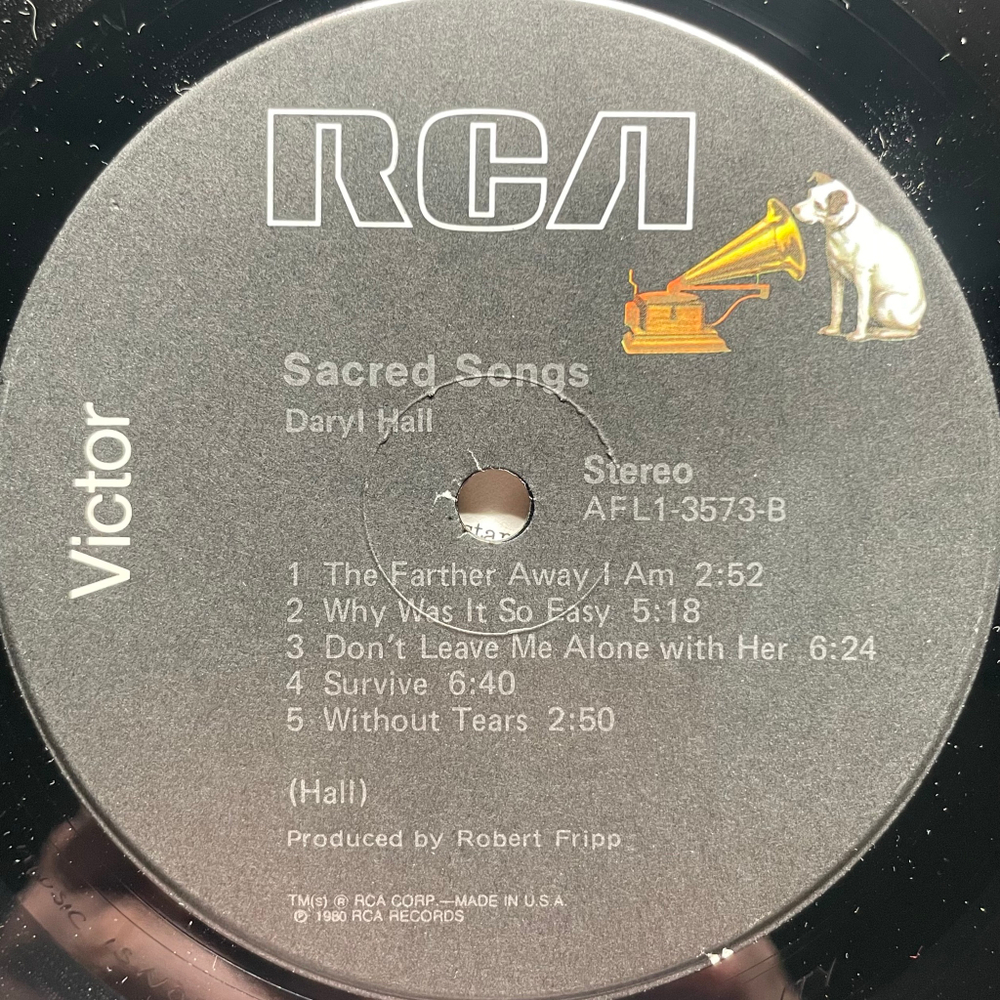 RCA
Victor
Sacred Songs
Daryl Hall
Stereo
AFL1-3573-B
1 The Farther Away I Am 2:52
2 Why Was It So Easy 5:18
3 Don't Leave Me Alone with Her 6:24
4 Survive 6:40
5 Without Tears 2:50
(Hall)
Produced by Robert Fripp
TM(s) ® RCA CORP.—MADE IN U.S.A.
℗ 1980 RCA RECORDS